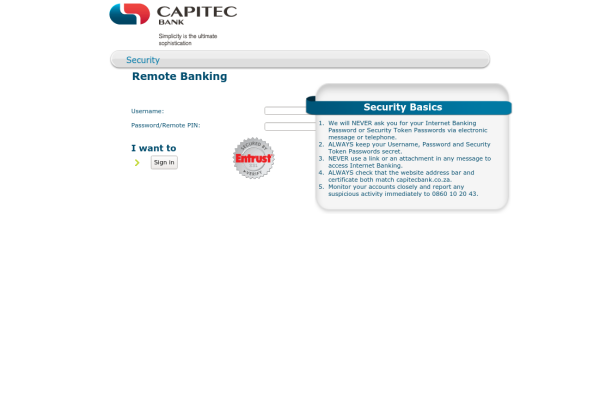 CAPITEC
BANK
Simplicity is the ultimate
sophistication
Security
Remote Banking
Username:
Password/Remote PIN:
I want to
Sign in
SECURED BY
Entrust
SSL
VERIFY
Security Basics
1. We will NEVER ask you for your Internet Banking
Password or Security Token Passwords via electronic
message or telephone.
2. ALWAYS keep your Username, Password and Security
Token Passwords secret.
3. NEVER use a link or an attachment in any message to
access Internet Banking.
4. ALWAYS check that the website address bar and
certificate both match capitecbank.co.za.
5. Monitor your accounts closely and report any
suspicious activity immediately to 0860 10 20 43.